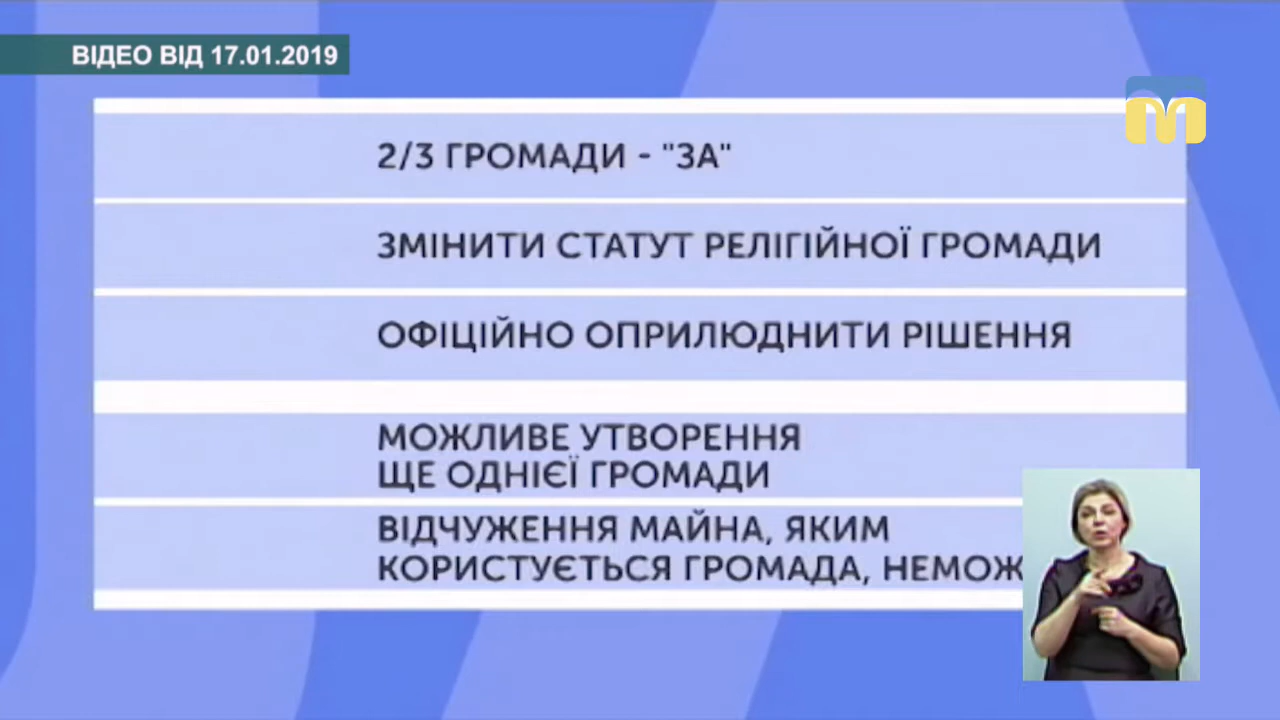 ВІДЕО ВІД 17.01.2019
2/3 ГРОМАДИ - "ЗА"
ЗМІНИТИ СТАТУТ РЕЛІГІЙНОЇ ГРОМАДИ
ОФІЦІЙНО ОПРИЛЮДНИТИ РІШЕННЯ
МОЖЛИВЕ УТВОРЕННЯ
ЩЕ ОДНІЄЇ ГРОМАДИ
ВІДЧУЖЕННЯ МАЙНА, ЯКИМ
КОРИСТУЄТЬСЯ ГРОМАДА,